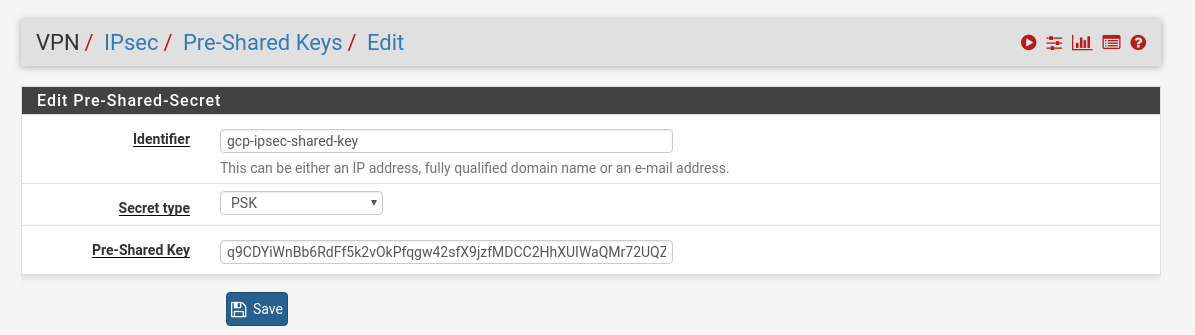 VPN / IPsec / Pre-Shared Keys / Edit
Edit Pre-Shared-Secret
Identifier gcp-ipsec-shared-key
This can be either an IP address, fully qualified domain name or an e-mail address.
Secret type PSK
Pre-Shared Key q9CDYiWnBb6RdFf5k2vOkPfqgw42sfX9jzfMDCC2HhXUIWaQMr72UQZ
Save